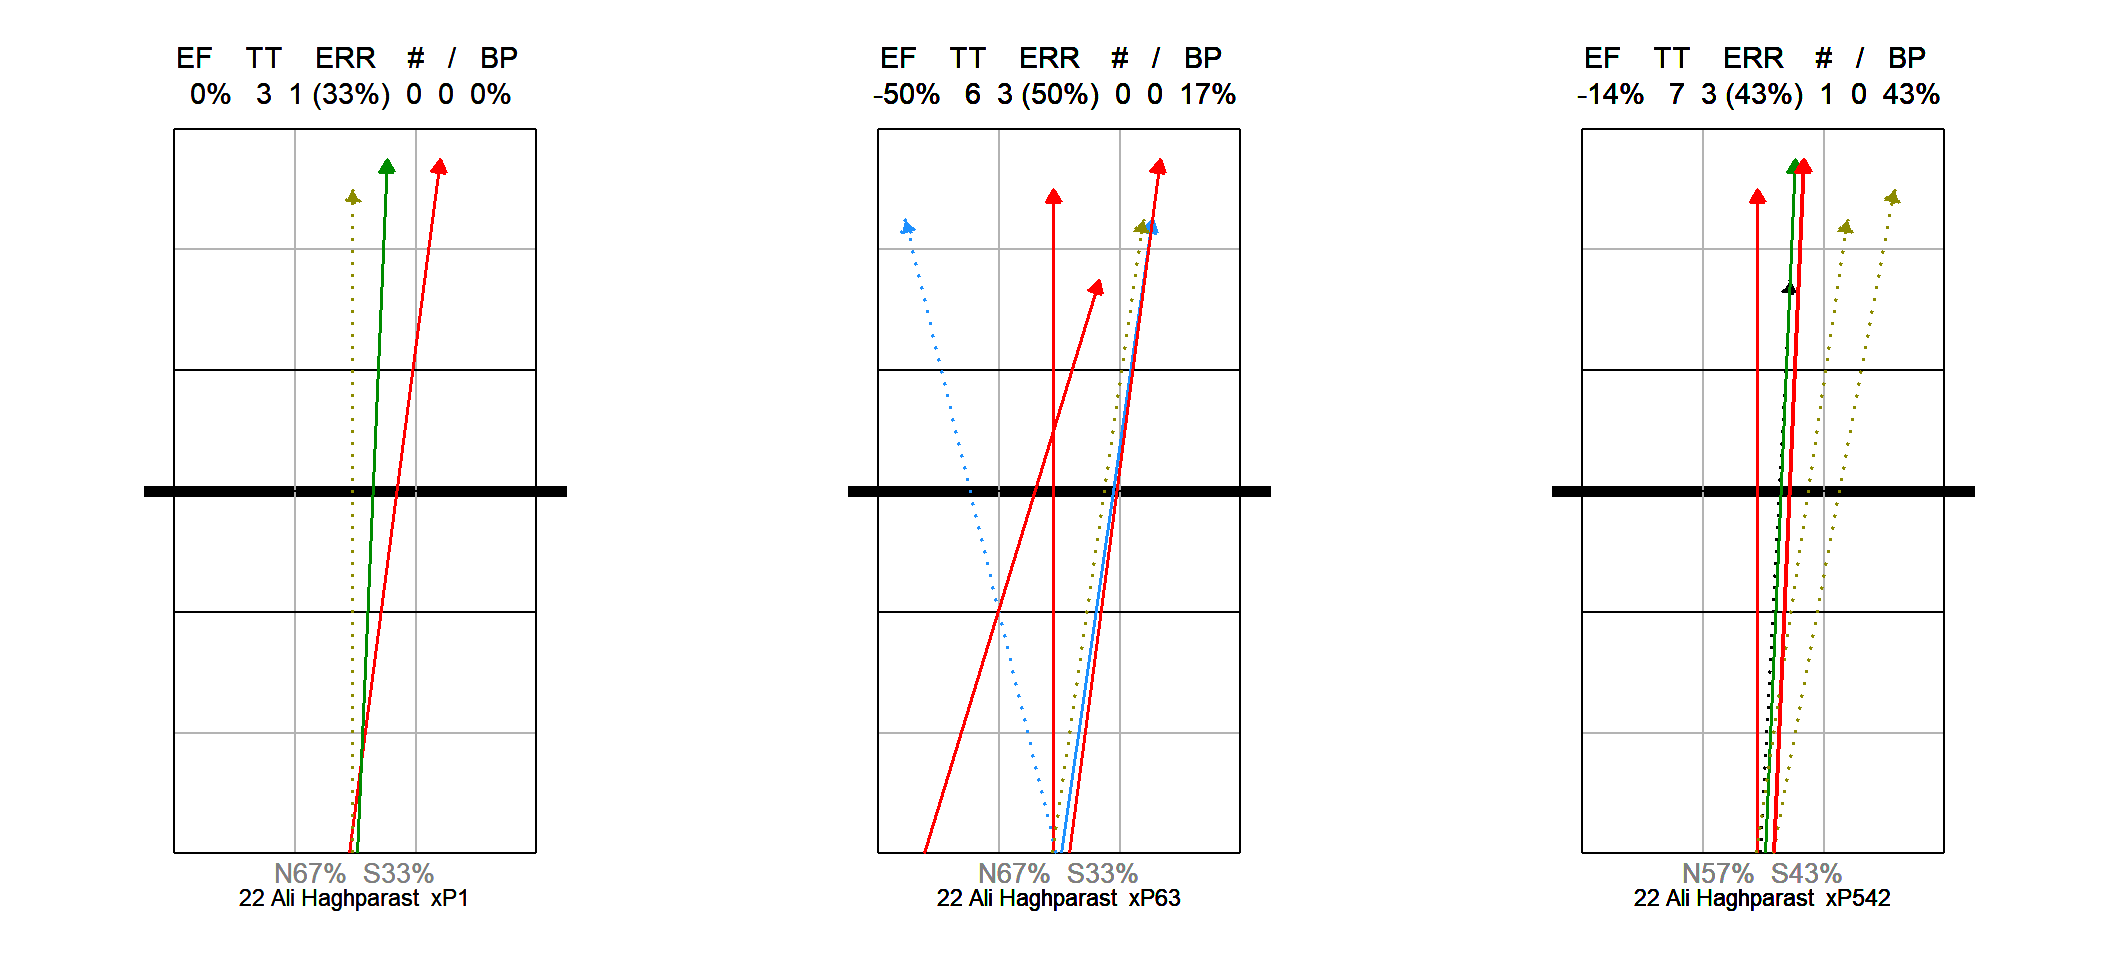 EF TT ERR # / BP
0% 3 1 (33%) 0 0 0%
N67% S33%
22 Ali Haghparast xP1
EF TT ERR # / BP
-50% 6 3 (50%) 0 0 17%
N67% S33%
22 Ali Haghparast xP63
EF TT ERR # / BP
-14% 7 3 (43%) 1 0 43%
N57% S43%
22 Ali Haghparast xP542